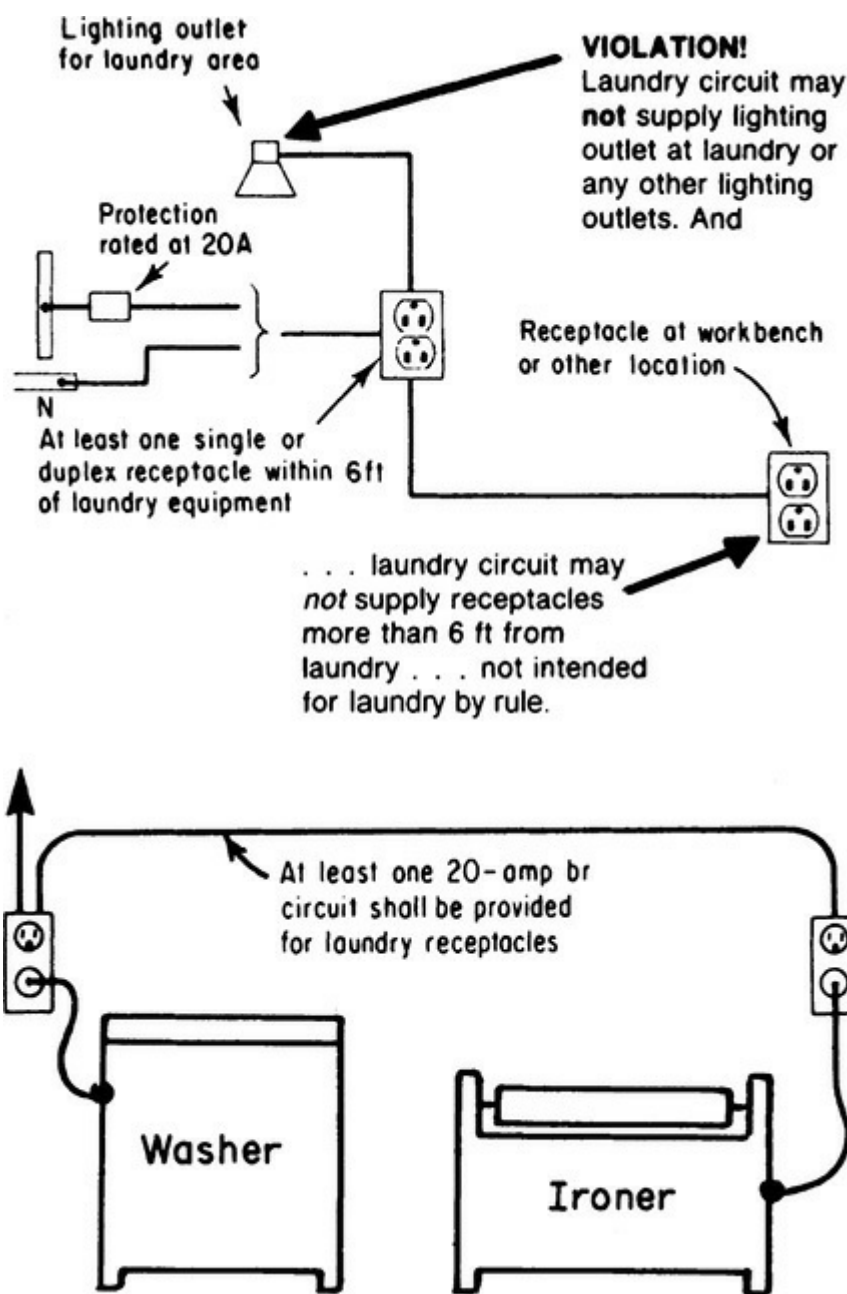 Lighting outlet
for laundry area
VIOLATION!
Laundry circuit may
not supply lighting
outlet at laundry or
any other lighting
outlets. And
Protection
rated at 20A
Receptacle at workbench
or other location
N
At least one single or
duplex receptacle within 6ft
of laundry equipment
. . . laundry circuit may
not supply receptacles
more than 6 ft from
laundry . . . not intended
for laundry by rule.
At least one 20-amp br
circuit shall be provided
for laundry receptacles
Washer
Ironer